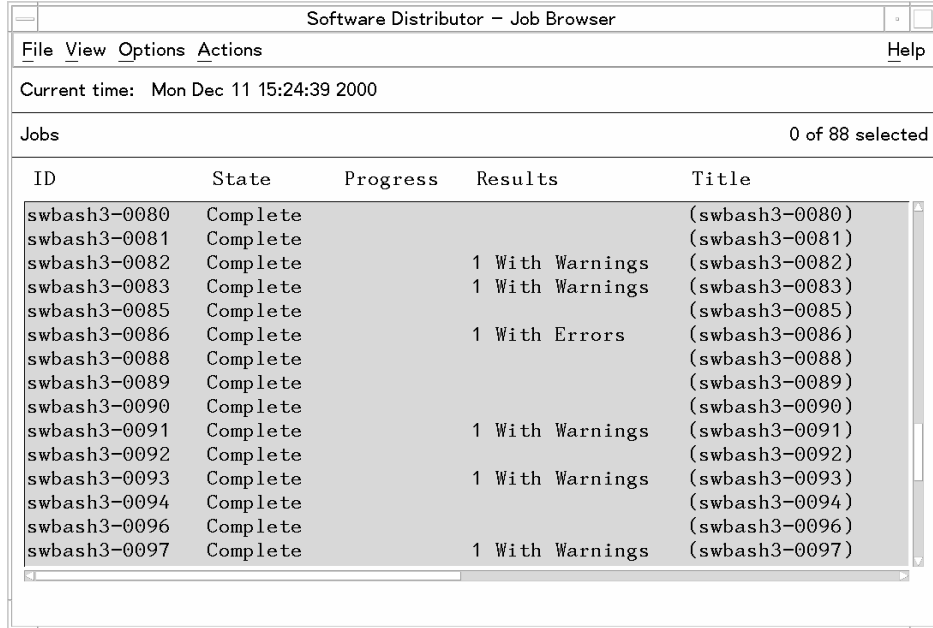 Software Distributor - Job Browser
File View Options Actions Help
Current time: Mon Dec 11 15:24:39 2000
Jobs 0 of 88 selected
ID State Progress Results Title
swbash3-0080 Complete (swbash3-0080)
swbash3-0081 Complete (swbash3-0081)
swbash3-0082 Complete 1 With Warnings (swbash3-0082)
swbash3-0083 Complete 1 With Warnings (swbash3-0083)
swbash3-0085 Complete (swbash3-0085)
swbash3-0086 Complete 1 With Errors (swbash3-0086)
swbash3-0088 Complete (swbash3-0088)
swbash3-0089 Complete (swbash3-0089)
swbash3-0090 Complete (swbash3-0090)
swbash3-0091 Complete 1 With Warnings (swbash3-0091)
swbash3-0092 Complete (swbash3-0092)
swbash3-0093 Complete 1 With Warnings (swbash3-0093)
swbash3-0094 Complete (swbash3-0094)
swbash3-0096 Complete (swbash3-0096)
swbash3-0097 Complete 1 With Warnings (swbash3-0097)